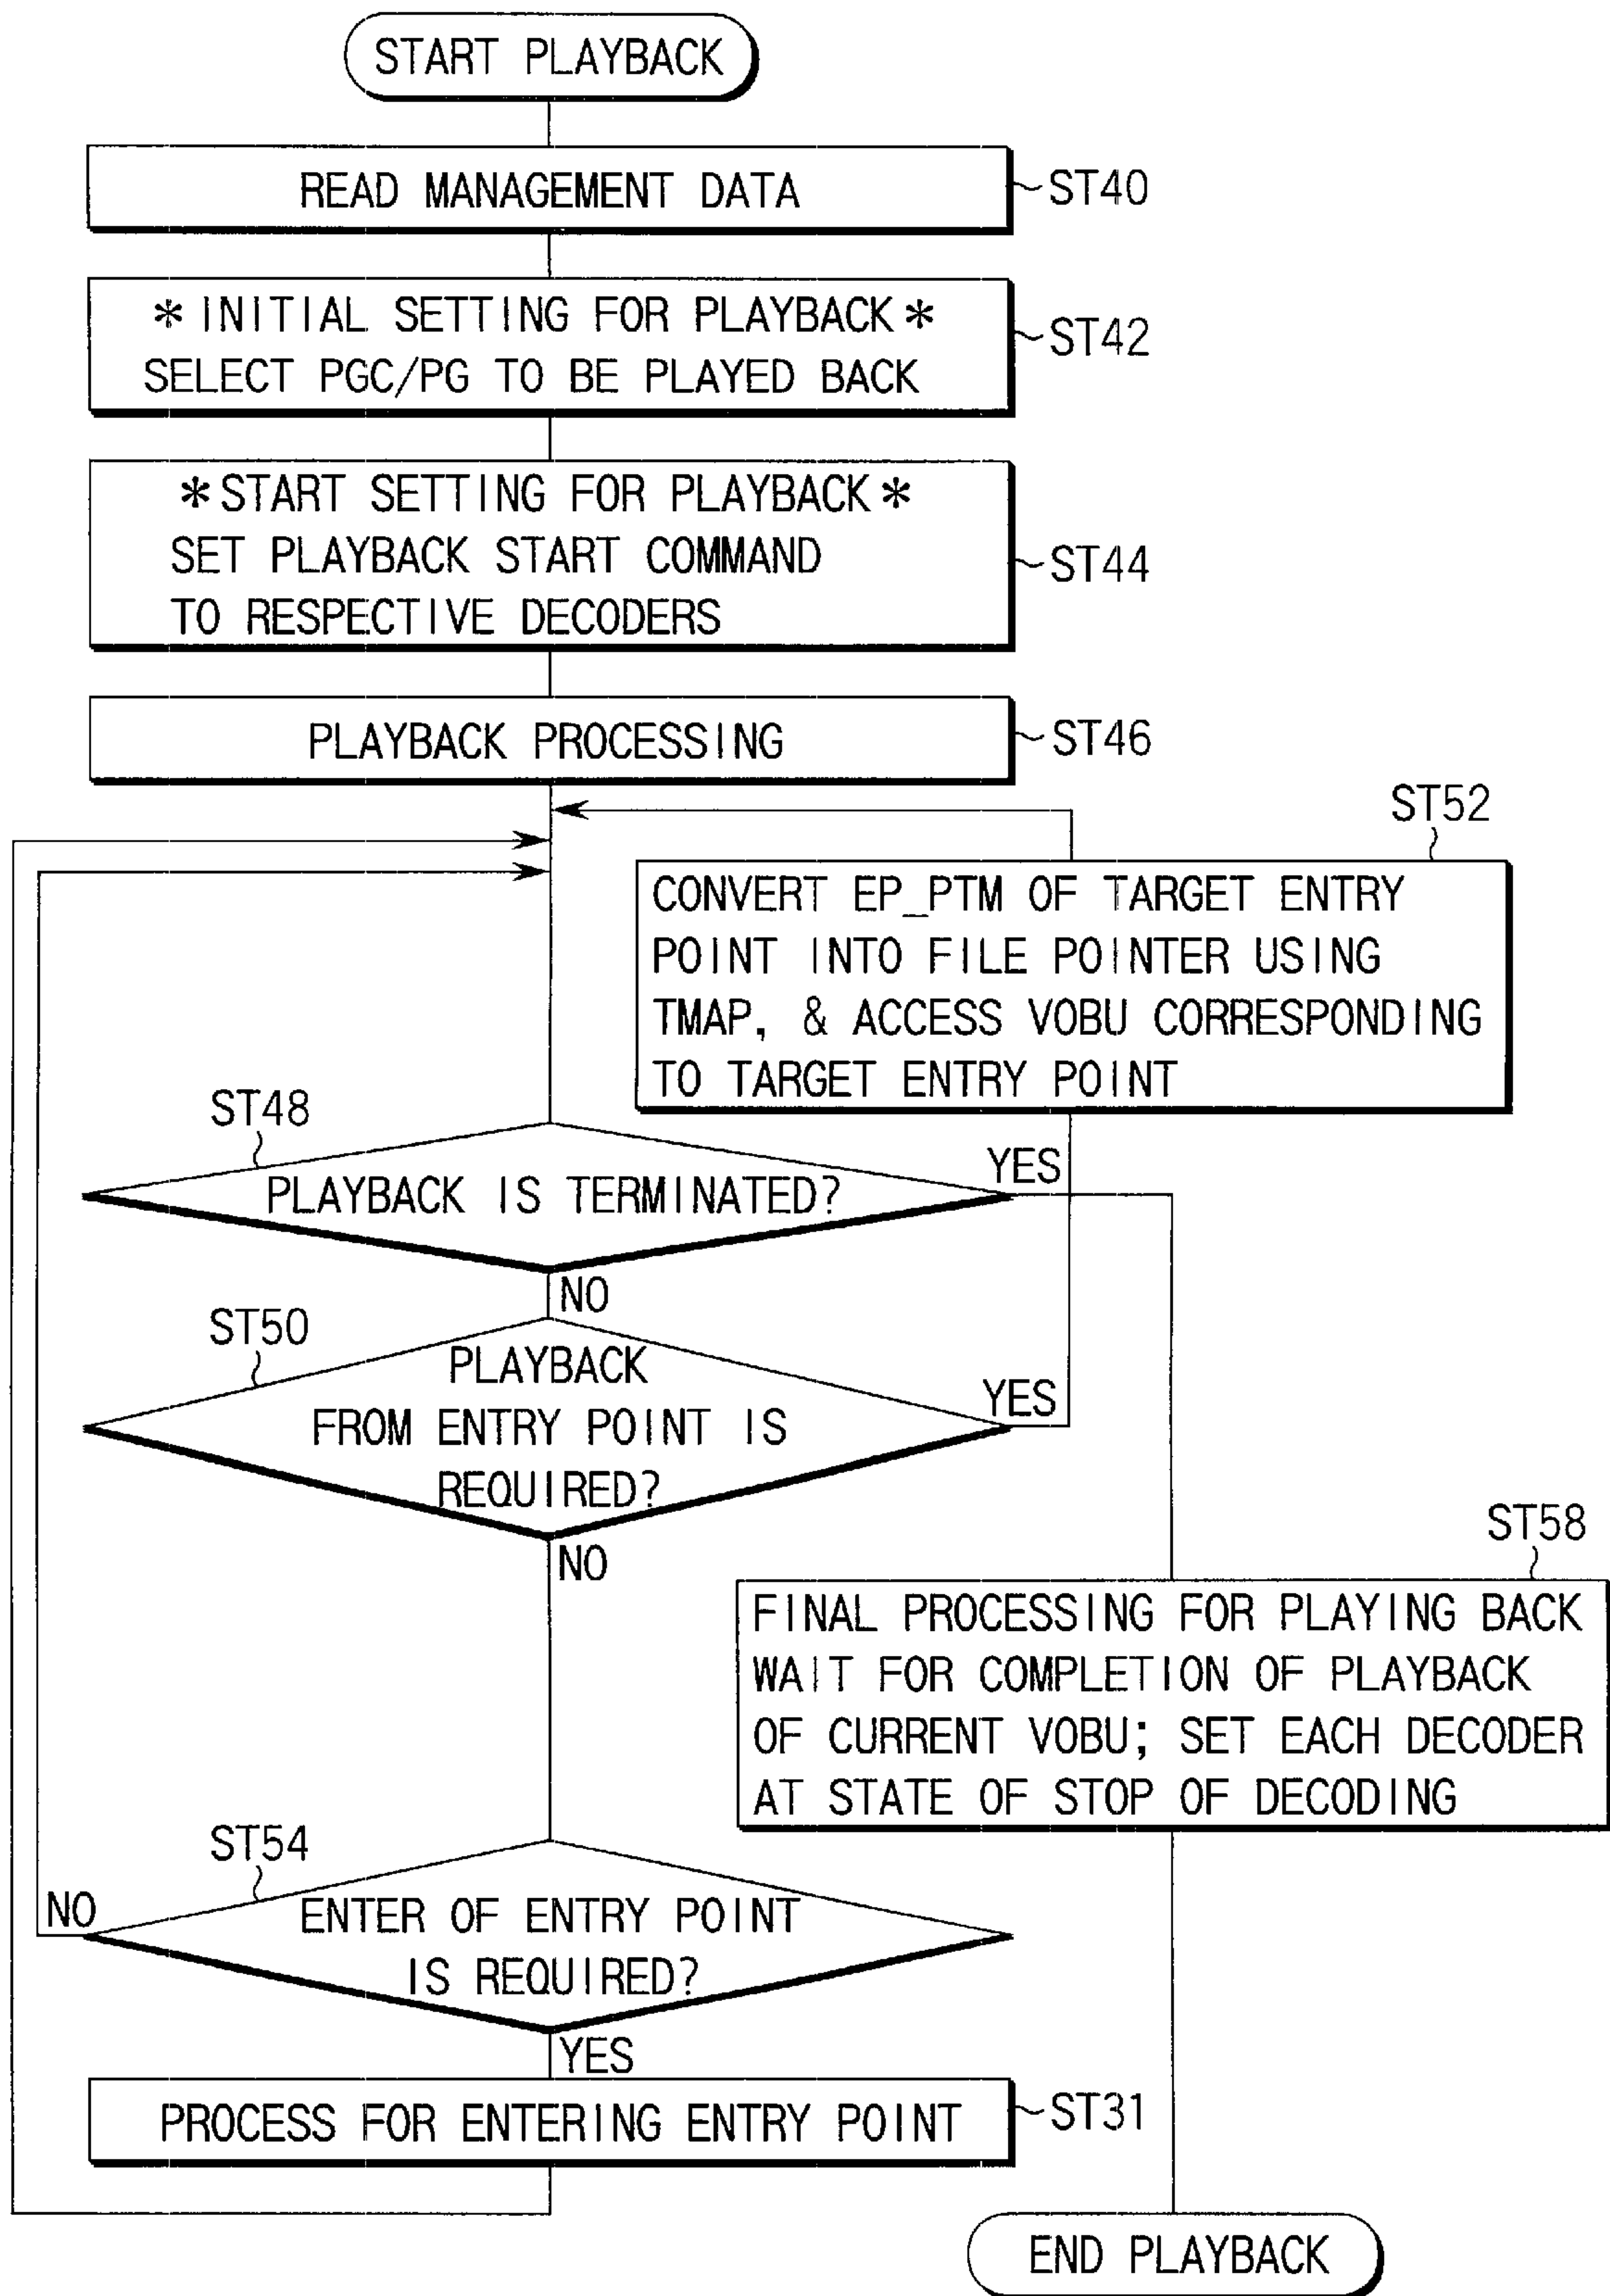 START PLAYBACK
READ MANAGEMENT DATA
ST40
* INITIAL SETTING FOR PLAYBACK *
SELECT PGC/PG TO BE PLAYED BACK
ST42
* START SETTING FOR PLAYBACK *
SET PLAYBACK START COMMAND
TO RESPECTIVE DECODERS
ST44
PLAYBACK PROCESSING
ST46
ST52
CONVERT EP_PTM OF TARGET ENTRY
POINT INTO FILE POINTER USING
TMAP, & ACCESS VOBU CORRESPONDING
TO TARGET ENTRY POINT
ST48
PLAYBACK IS TERMINATED?
YES
NO
ST50
PLAYBACK
FROM ENTRY POINT IS
REQUIRED?
YES
NO
ST58
FINAL PROCESSING FOR PLAYING BACK
WAIT FOR COMPLETION OF PLAYBACK
OF CURRENT VOBU; SET EACH DECODER
AT STATE OF STOP OF DECODING
ST54
NO
ENTER OF ENTRY POINT
IS REQUIRED?
YES
PROCESS FOR ENTERING ENTRY POINT
ST31
END PLAYBACK